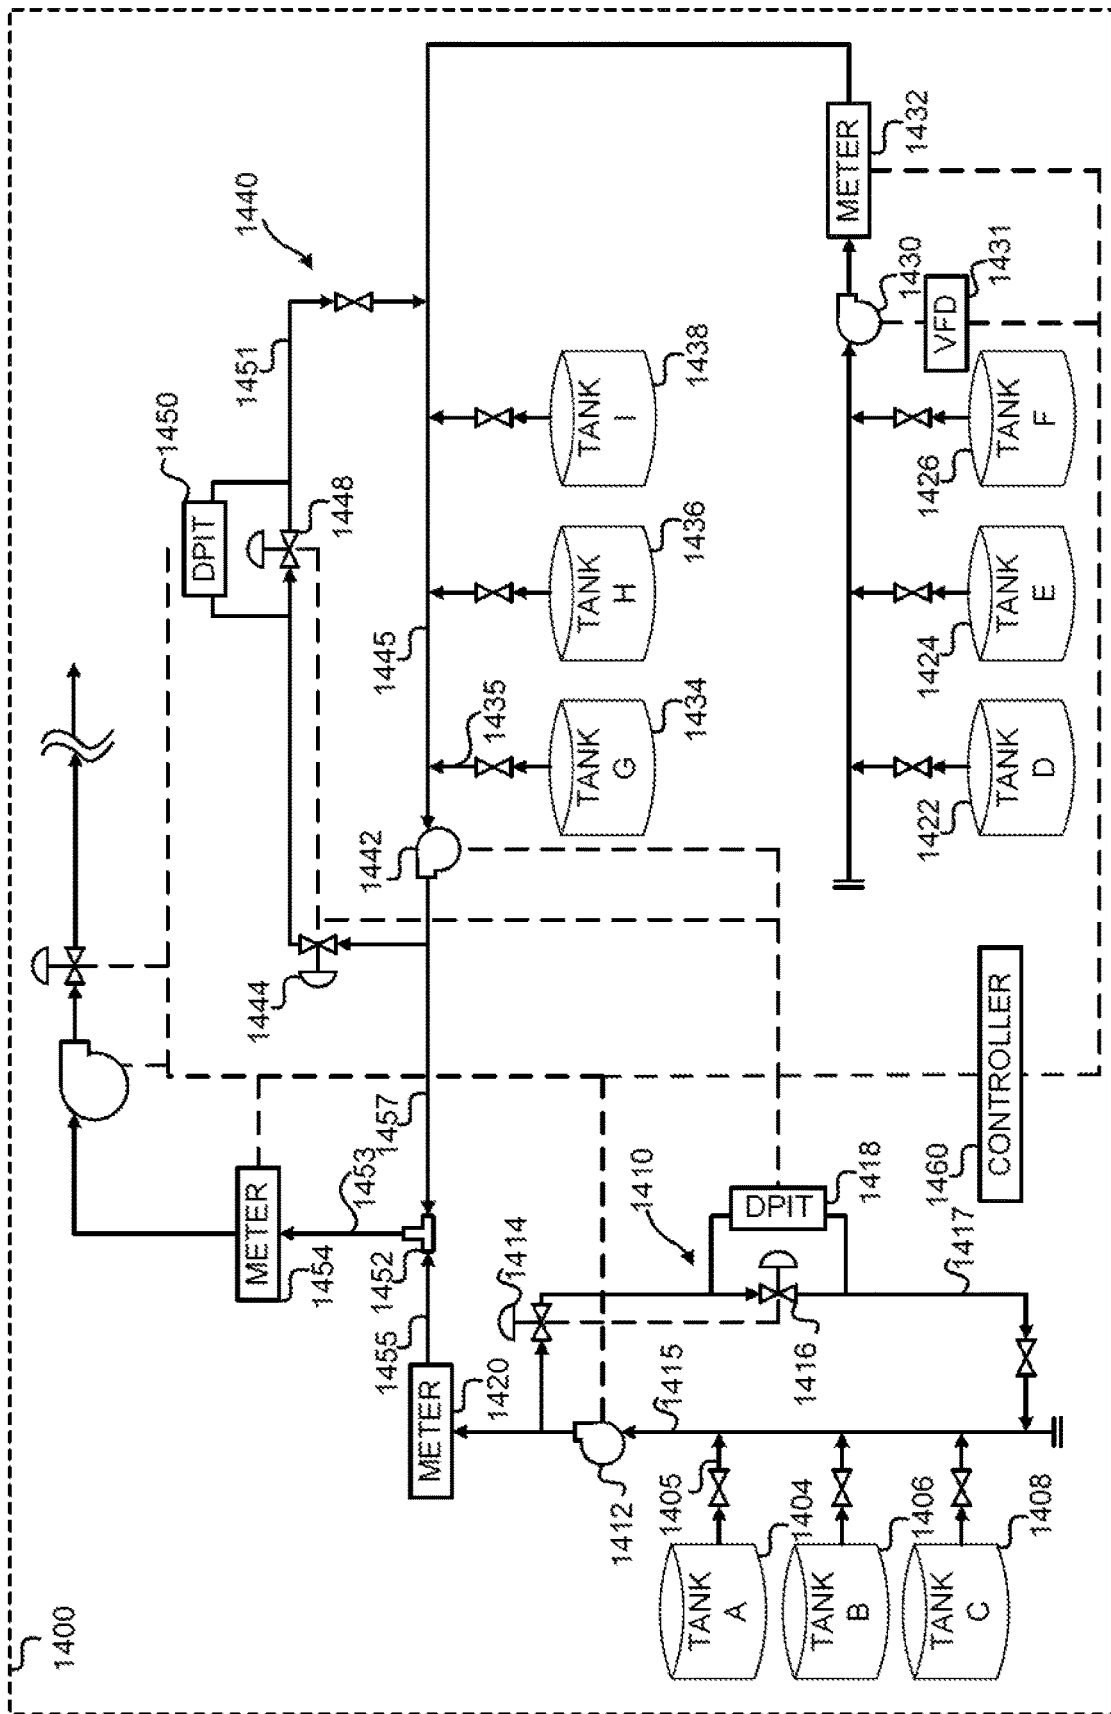 1400
1450
DPIT
1448
1451
1440
1444
1442
1445
1435
TANK
G
1434
TANK
H
1436
TANK
I
1438
METER
1432
1430
VFD
1431
TANK
D
1422
TANK
E
1424
TANK
F
1426
METER
1454
1453
1452
1457
1455
METER
1420
1414
1410
DPIT
1418
1416
1417
1415
1412
1405
TANK
A
1404
TANK
B
1406
TANK
C
1408
CONTROLLER
1460